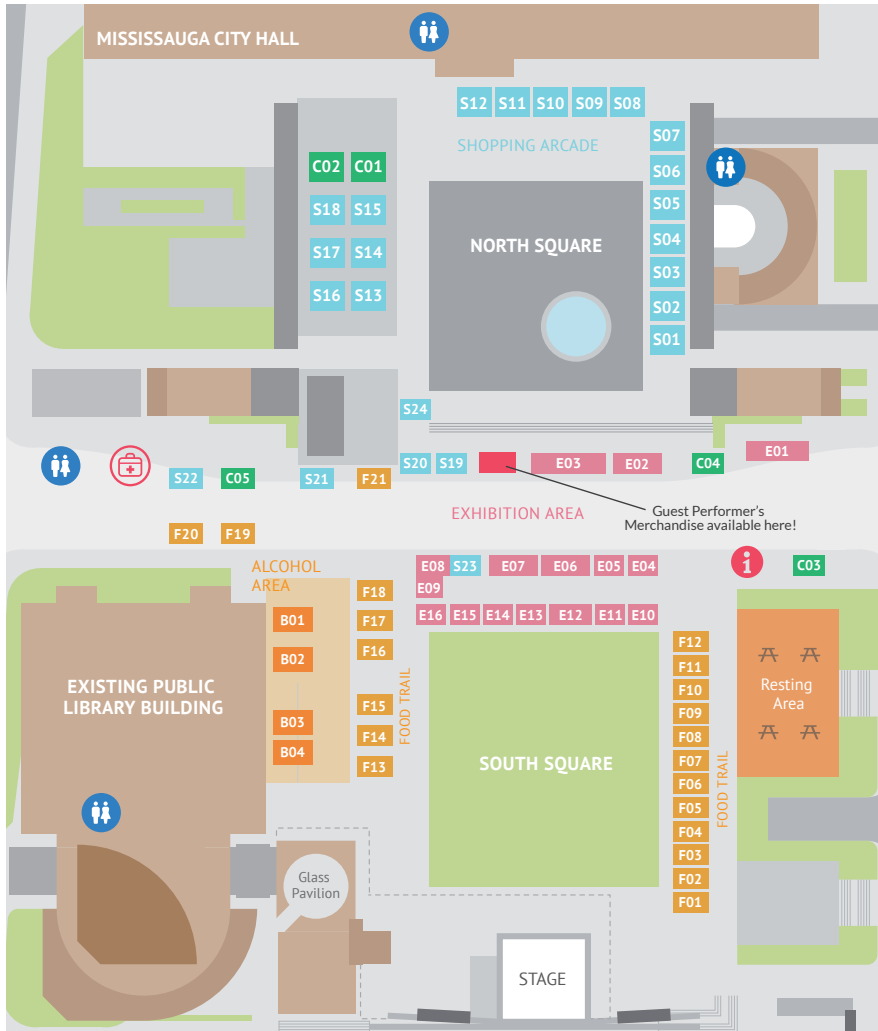 MISSISSAUGA CITY HALL
S12 S11 S10 S09 S08
SHOPPING ARCADE
S07
C02 C01
S06
S18 S15
S05
NORTH SQUARE
S04
S17 S14
S03
S16 S13
S02
S01
S24
E01
S20 S19
E03 E02
C04
S22 C05
S21 F21
EXHIBITION AREA
Guest Performer's
Merchandise available here!
F20 F19
ALCOHOL
AREA
E08 S23 E07 E06 E05 E04
C03
E09
F18
B01
F17
E16 E15 E14 E13 E12 E11 E10
B02
F16
F12
F11
EXISTING PUBLIC
LIBRARY BUILDING
F10
Resting
Area
F15
FOOD TRAIL
F09
B03
F14
F08
B04
F13
SOUTH SQUARE
F07
FOOD TRAIL
F06
F05
F04
F03
Glass
Pavilion
F02
F01
STAGE